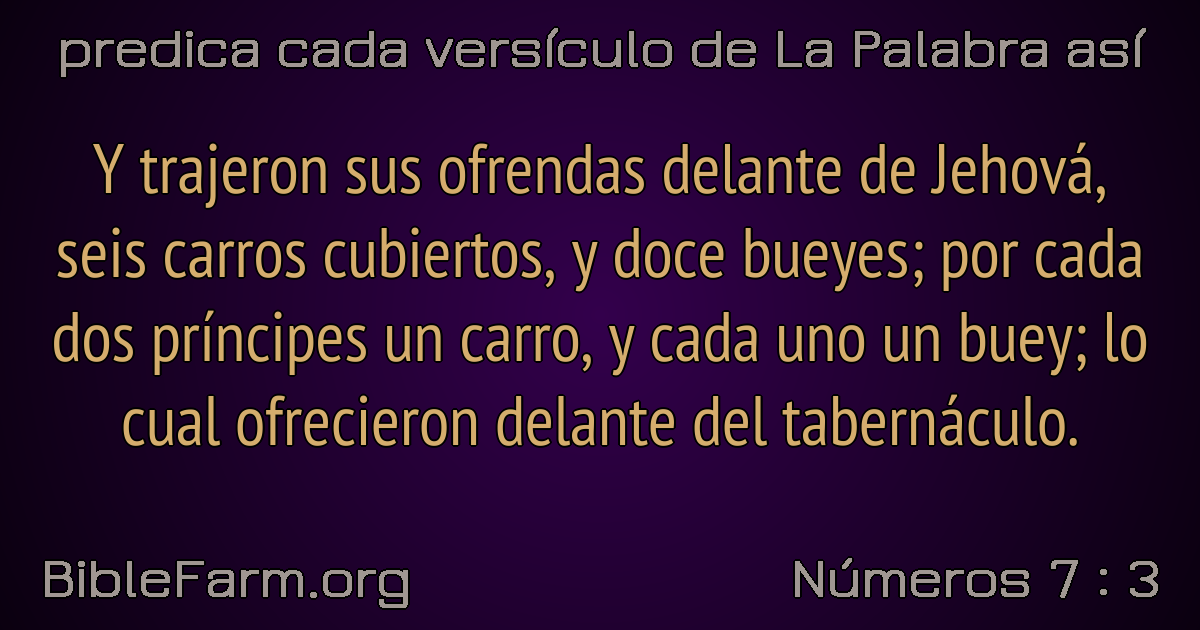 predica cada versículo de La Palabra así
Y trajeron sus ofrendas delante de Jehová,
seis carros cubiertos, y doce bueyes; por cada
dos príncipes un carro, y cada uno un buey; lo
cual ofrecieron delante del tabernáculo.
BibleFarm.org
Números 7 : 3